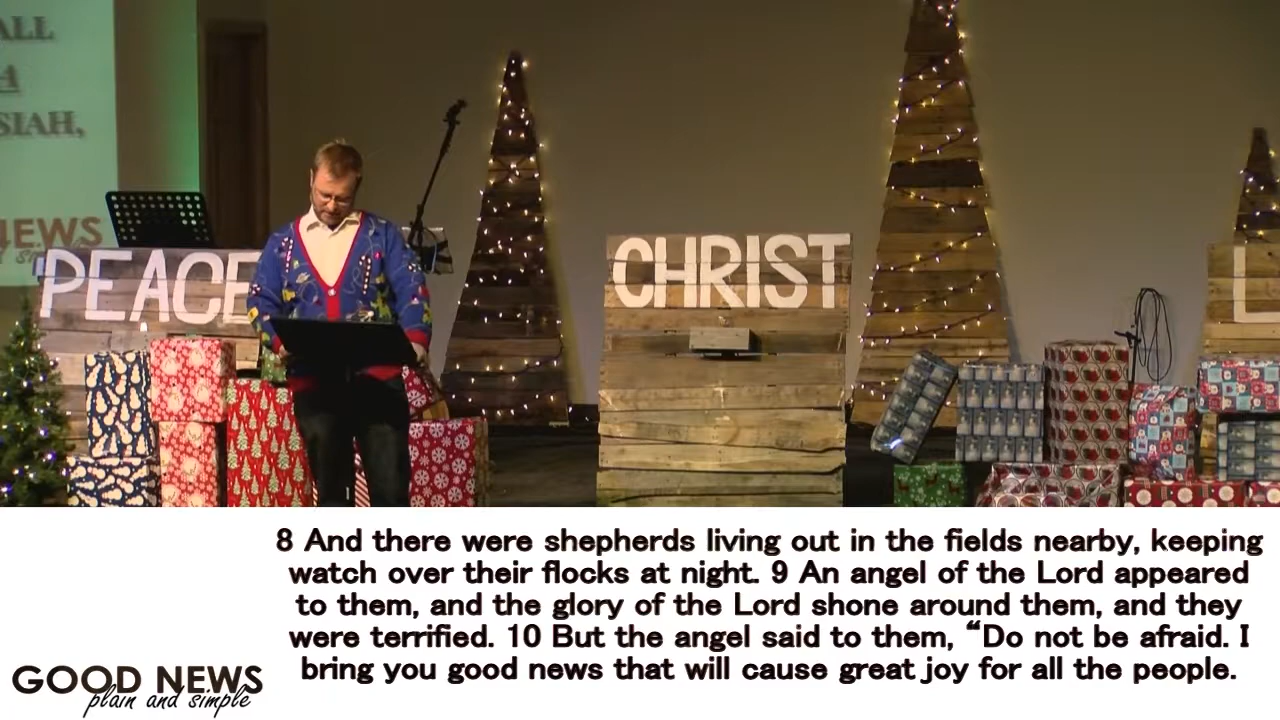 ALL
A
SIAH,
NEWS
PEACE
CHRIST
L
8 And there were shepherds living out in the fields nearby, keeping
watch over their flocks at night. 9 An angel of the Lord appeared
to them, and the glory of the Lord shone around them, and they
were terrified. 10 But the angel said to them, “Do not be afraid. I
bring you good news that will cause great joy for all the people.
GOOD NEWS
plain and simple